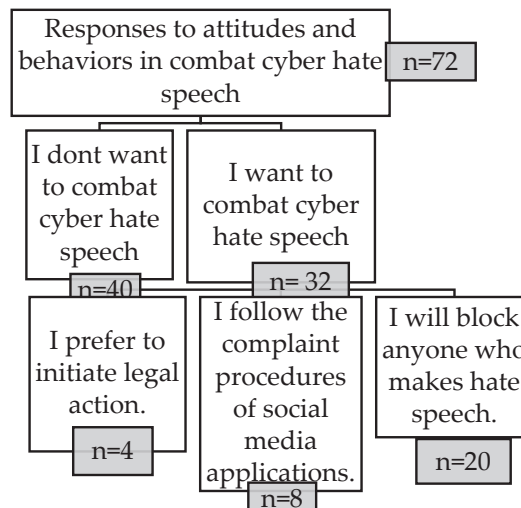 Responses to attitudes and
behaviors in combat cyber hate
speech
n=72
I dont want
to combat
cyber hate
speech
n=40
I want to
combat cyber
hate speech
n= 32
I prefer to
initiate legal
action.
n=4
I follow the
complaint
procedures
of social
media
applications.
n=8
I will block
anyone who
makes hate
speech.
n=20